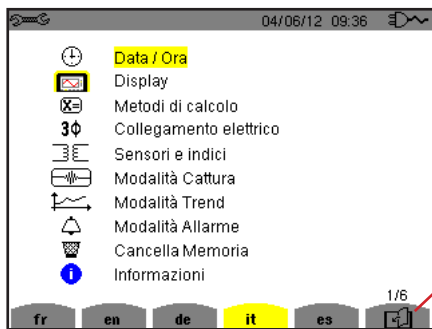 04/06/12 09:36
Data / Ora
Display
X= Metodi di calcolo
3ϕ Collegamento elettrico
Sensori e indici
Modalità Cattura
Modalità Trend
Modalità Allarme
Cancella Memoria
i Informazioni
1/6
fr en de it es